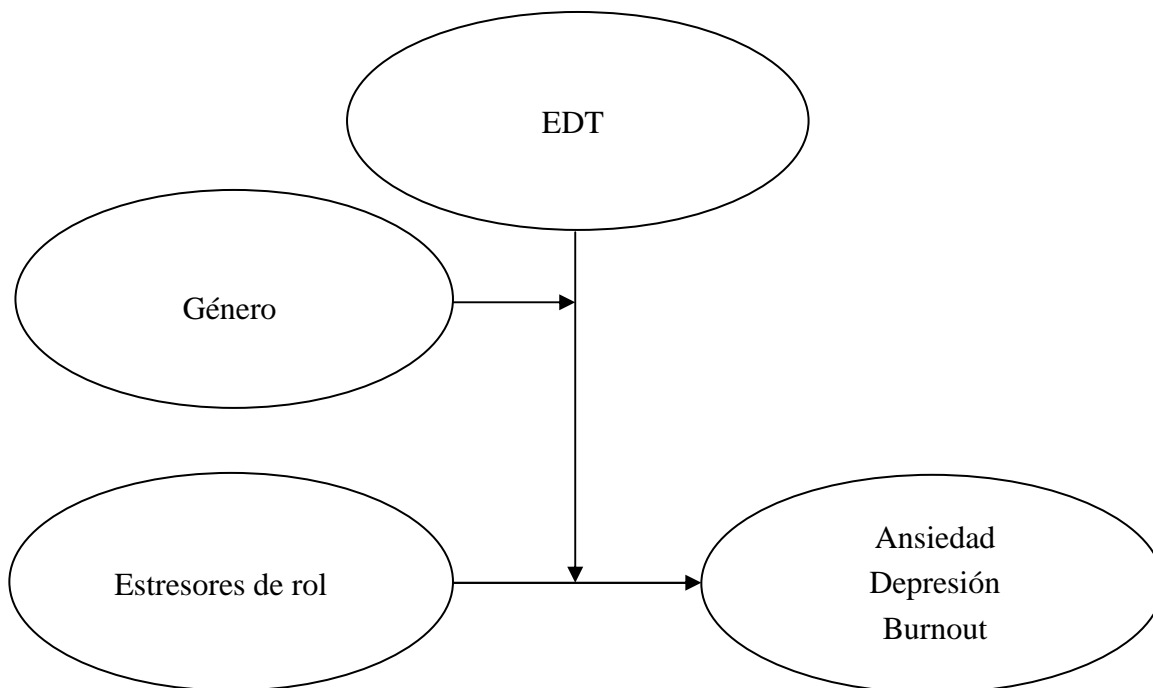 EDT
Género
Estresores de rol
Ansiedad
Depresión
Burnout